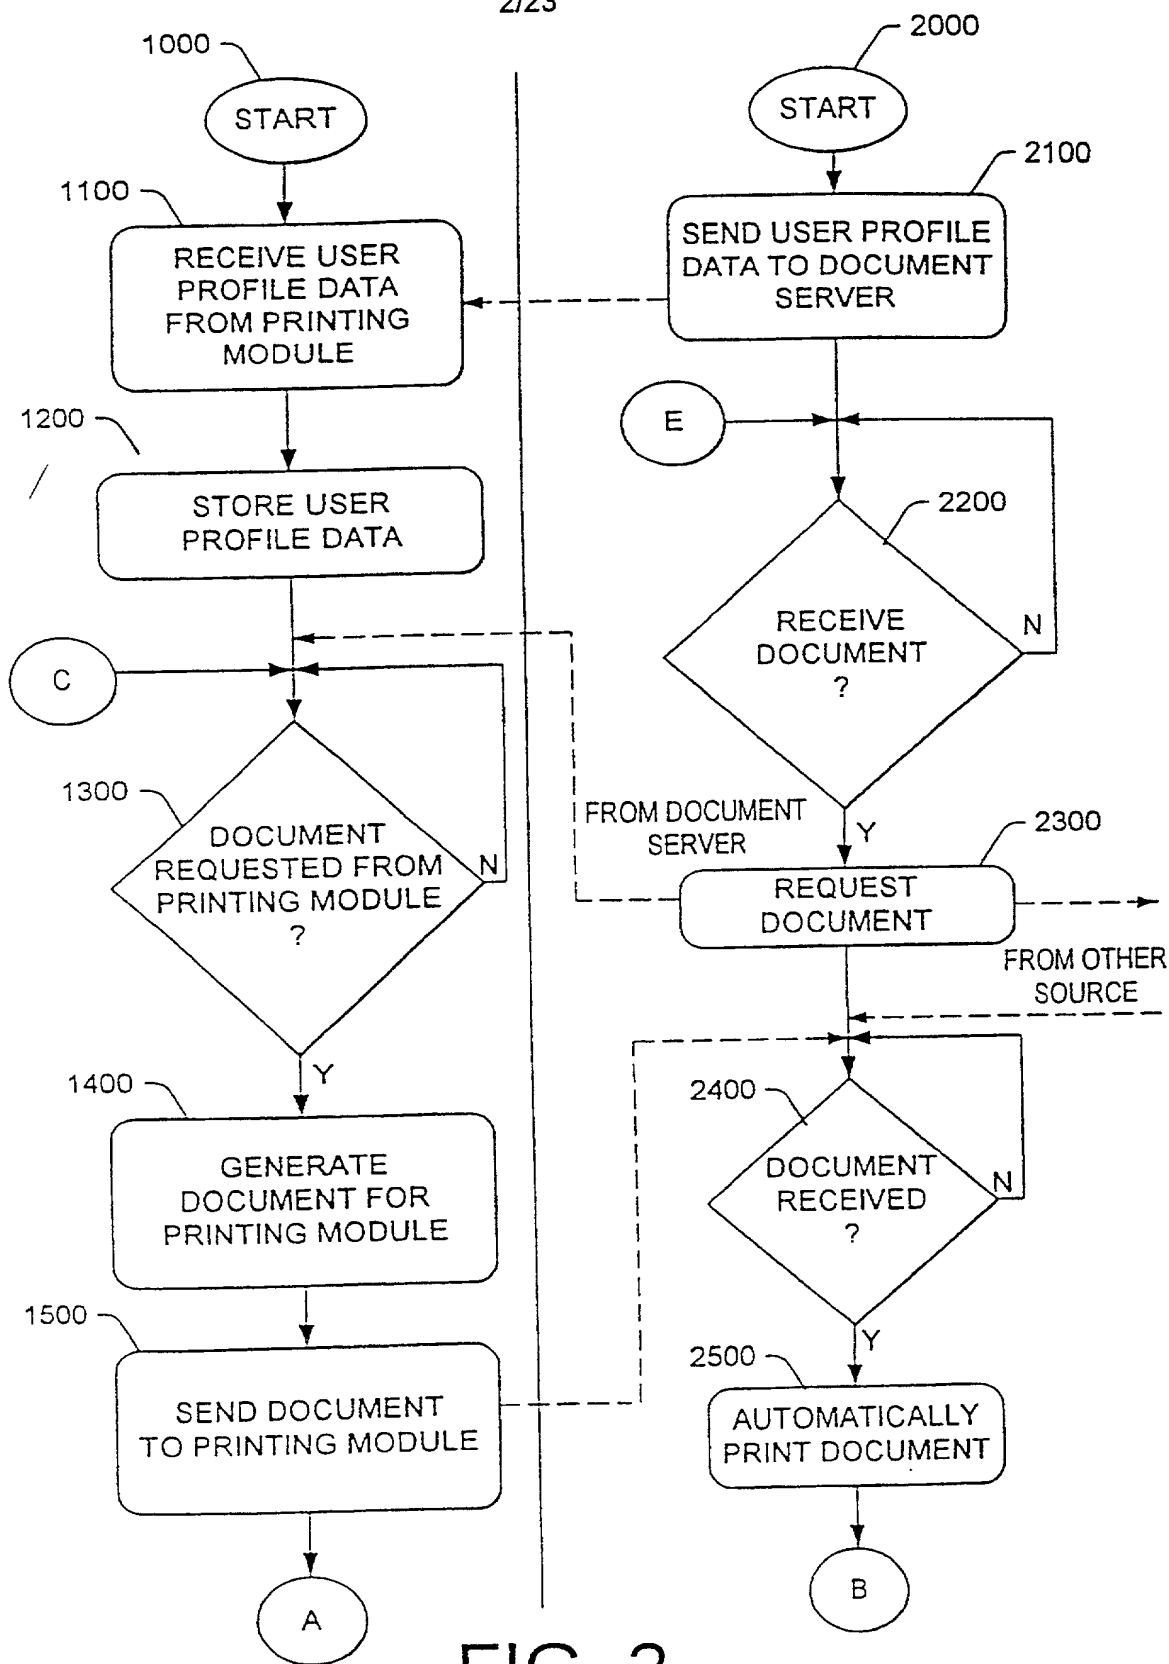 2/23
1000
START
1100
RECEIVE USER
PROFILE DATA
FROM PRINTING
MODULE
1200
STORE USER
PROFILE DATA
C
1300
DOCUMENT
REQUESTED FROM
PRINTING MODULE
?
N
Y
1400
GENERATE
DOCUMENT FOR
PRINTING MODULE
1500
SEND DOCUMENT
TO PRINTING MODULE
A
2000
START
2100
SEND USER PROFILE
DATA TO DOCUMENT
SERVER
E
2200
RECEIVE
DOCUMENT
?
N
Y
FROM DOCUMENT
SERVER
2300
REQUEST
DOCUMENT
FROM OTHER
SOURCE
2400
DOCUMENT
RECEIVED
?
N
Y
2500
AUTOMATICALLY
PRINT DOCUMENT
B